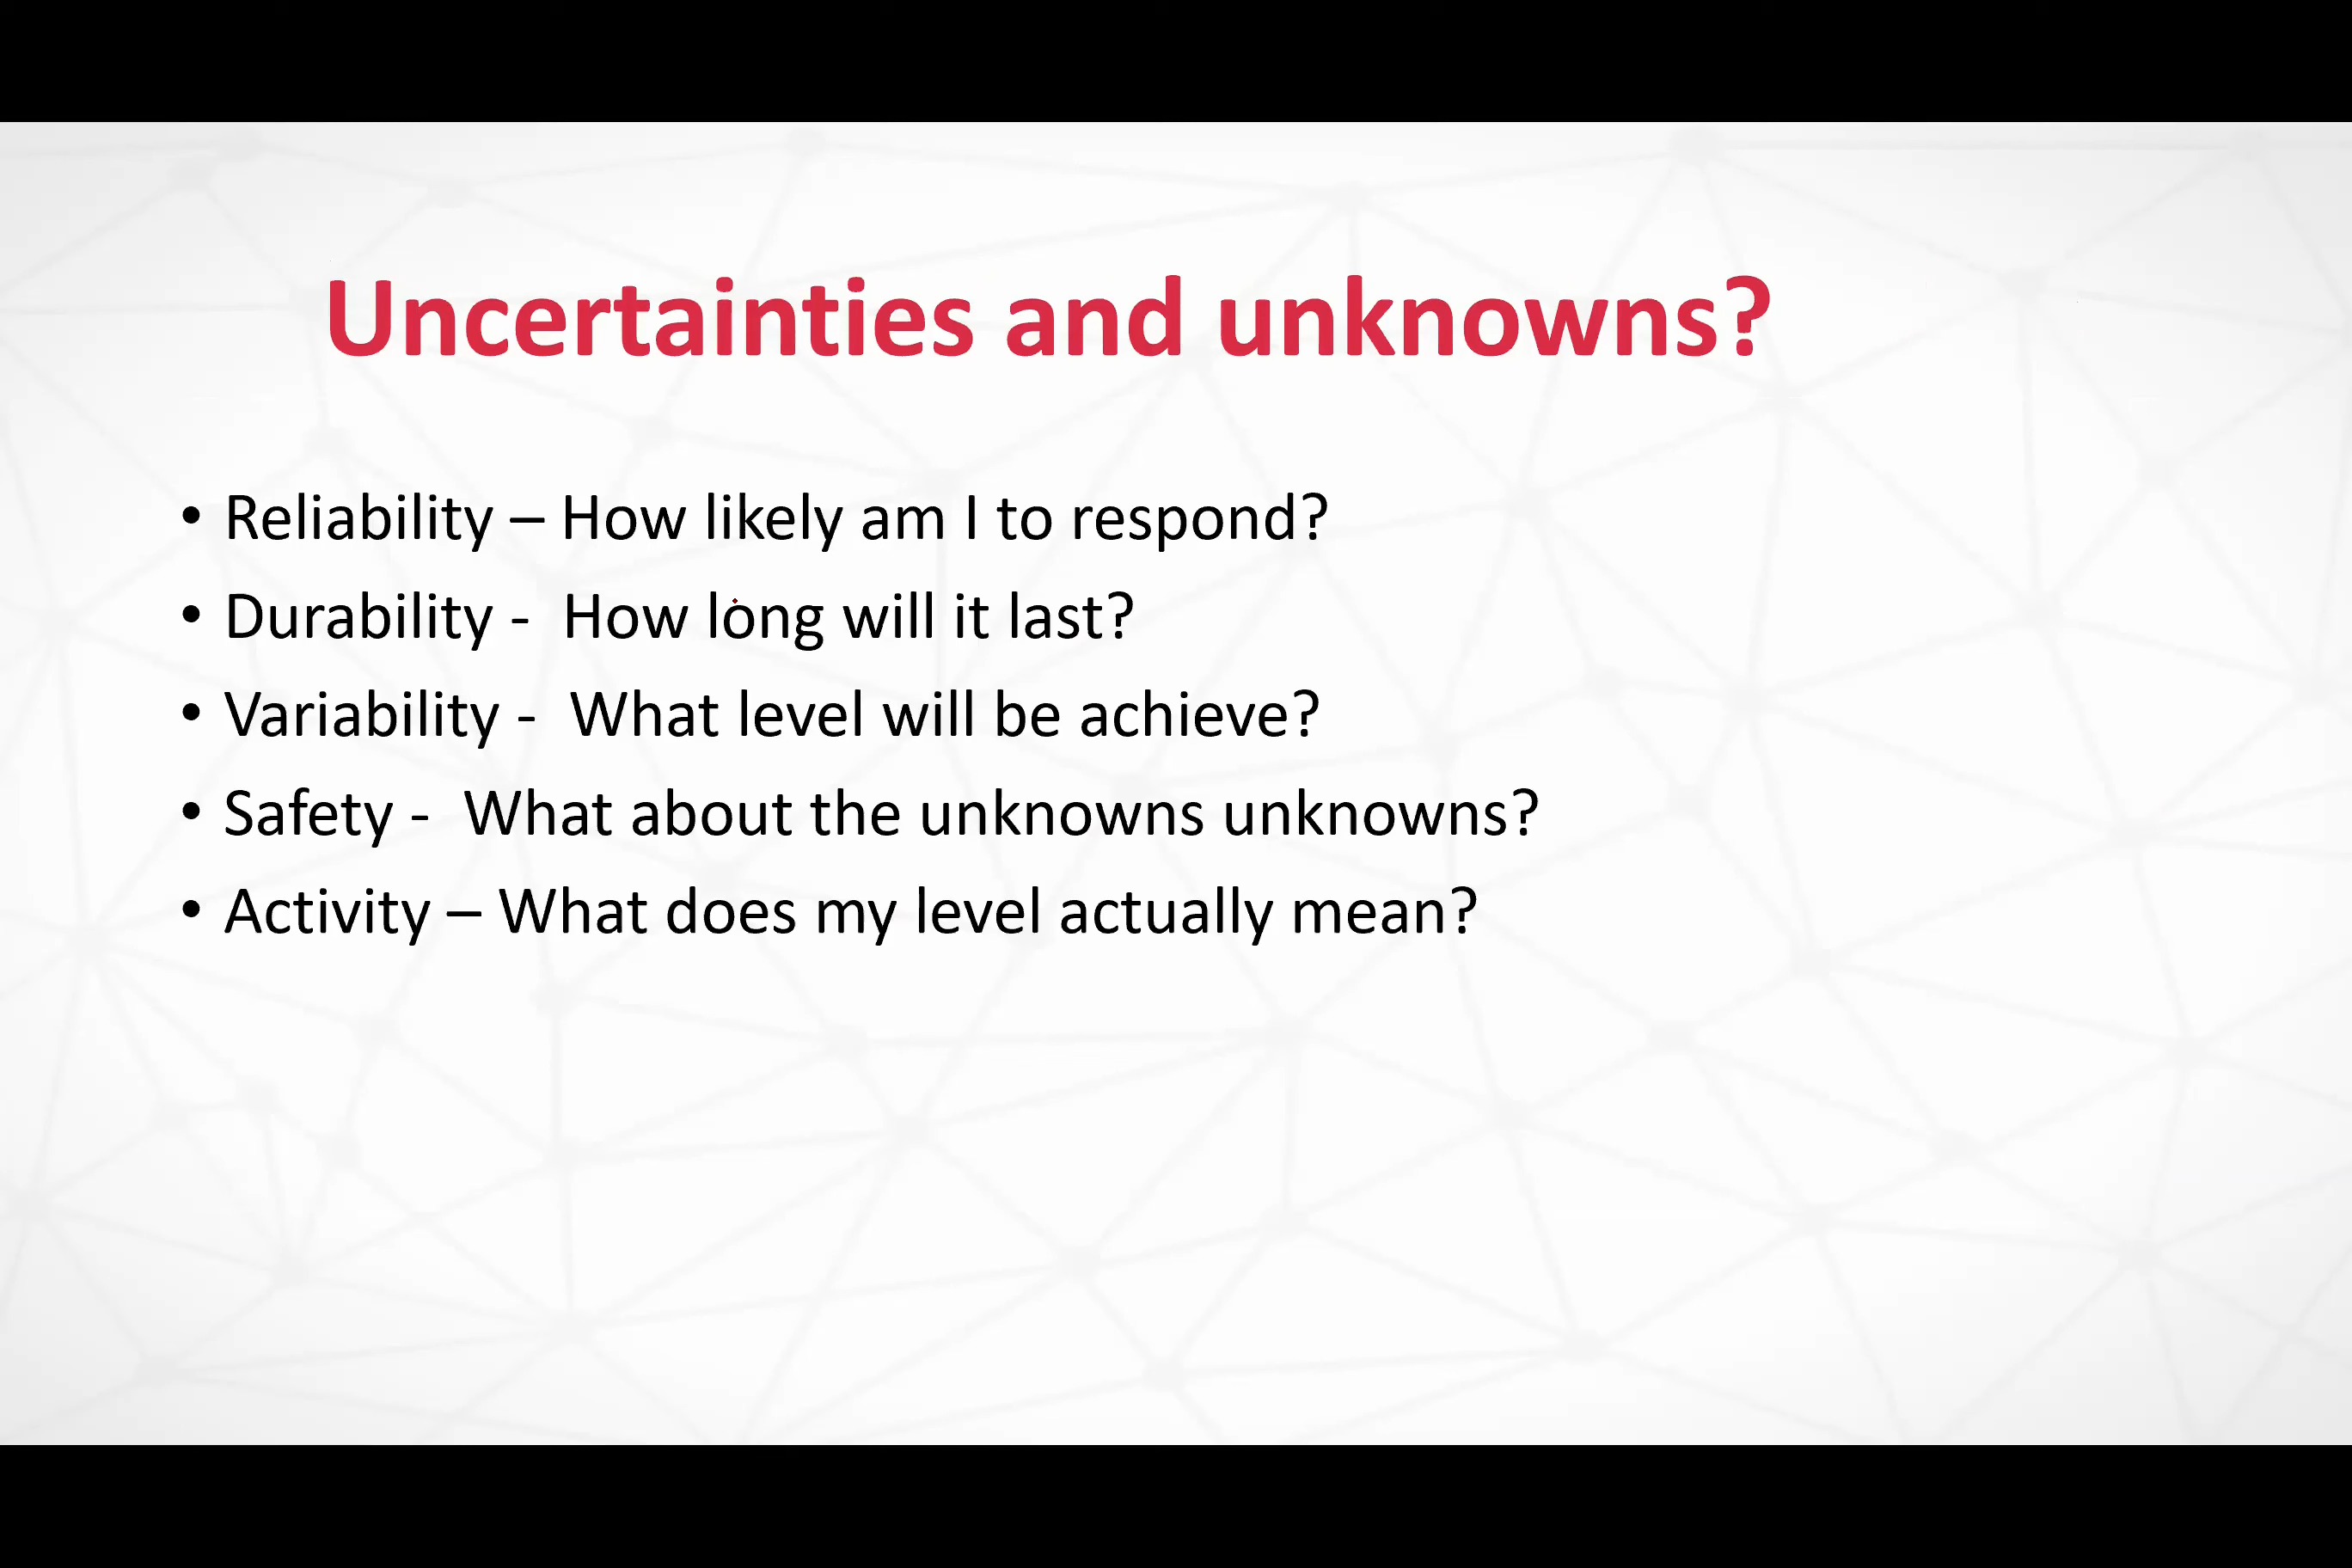 Uncertainties and unknowns?
• Reliability – How likely am I to respond?
• Durability -  How long will it last?
• Variability -  What level will be achieve?
• Safety -  What about the unknowns unknowns?
• Activity – What does my level actually mean?